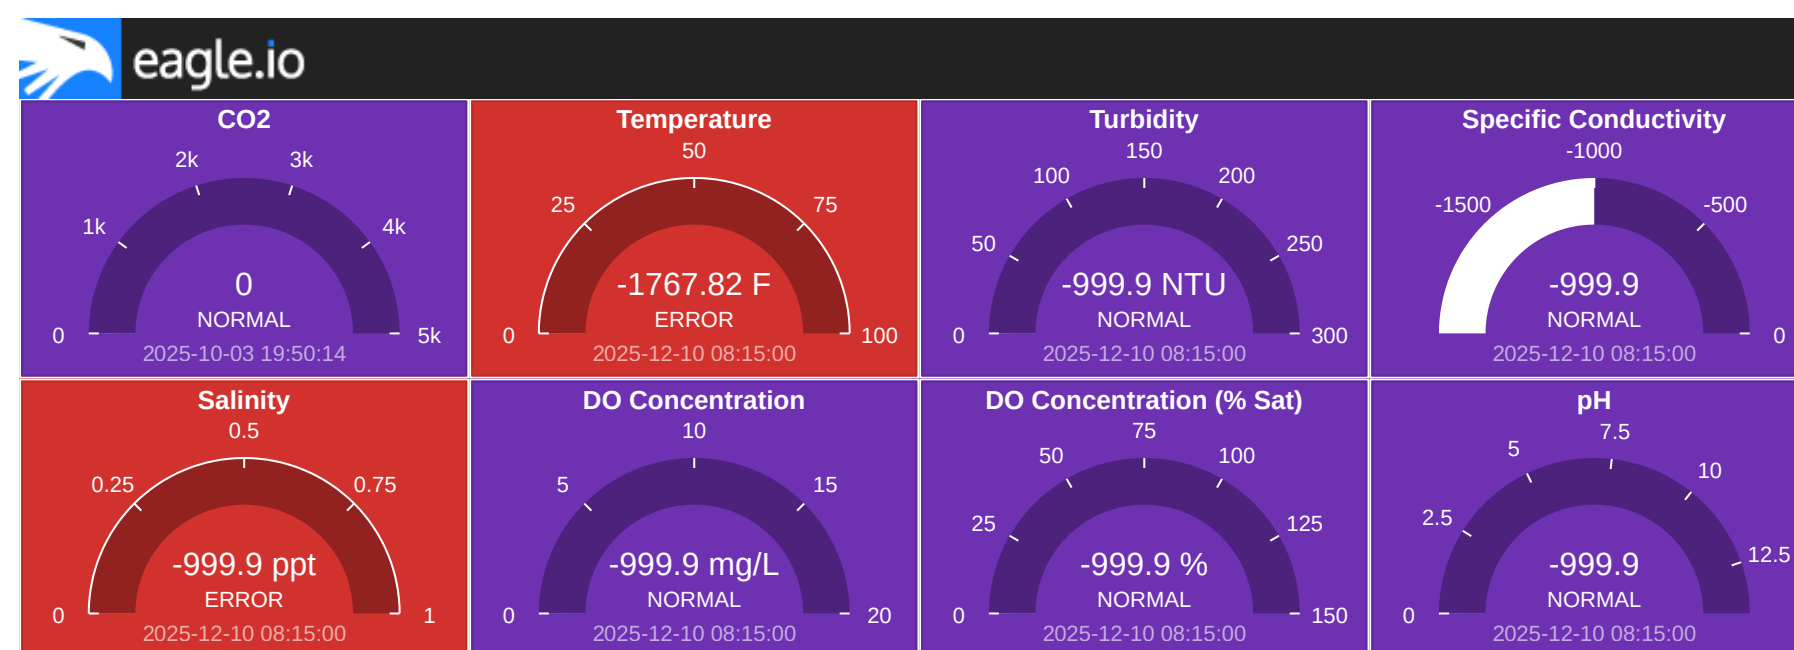 eagle.io
CO2
2k 3k
1k 4k
0
NORMAL
0 5k
2025-10-03 19:50:14
Temperature
50
25 75
-1767.82 F
ERROR
0 100
2025-12-10 08:15:00
Turbidity
150
100 200
50 250
-999.9 NTU
NORMAL
0 300
2025-12-10 08:15:00
Specific Conductivity
-1000
-1500 -500
-999.9
NORMAL
0
2025-12-10 08:15:00
Salinity
0.5
0.25 0.75
-999.9 ppt
ERROR
0 1
2025-12-10 08:15:00
DO Concentration
10
5 15
-999.9 mg/L
NORMAL
0 20
2025-12-10 08:15:00
DO Concentration (% Sat)
75
50 100
25 125
-999.9 %
NORMAL
0 150
2025-12-10 08:15:00
pH
7.5
5 10
2.5 12.5
-999.9
NORMAL
0
2025-12-10 08:15:00